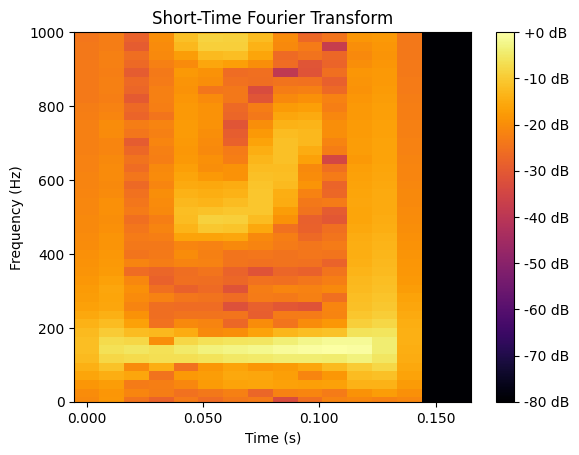 Short-Time Fourier Transform
1000
800
600
400
200
0
Frequency (Hz)
0.000
0.050
0.100
0.150
Time (s)
+0 dB
-10 dB
-20 dB
-30 dB
-40 dB
-50 dB
-60 dB
-70 dB
-80 dB